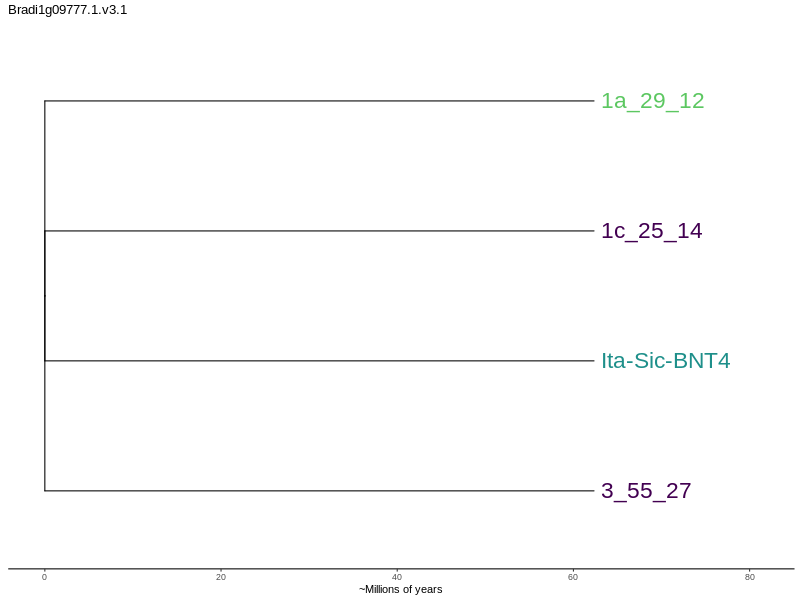 Bradi1g09777.1.v3.1
1a_29_12
1c_25_14
Ita-Sic-BNT4
3_55_27
0 20 40 60 80
~Millions of years